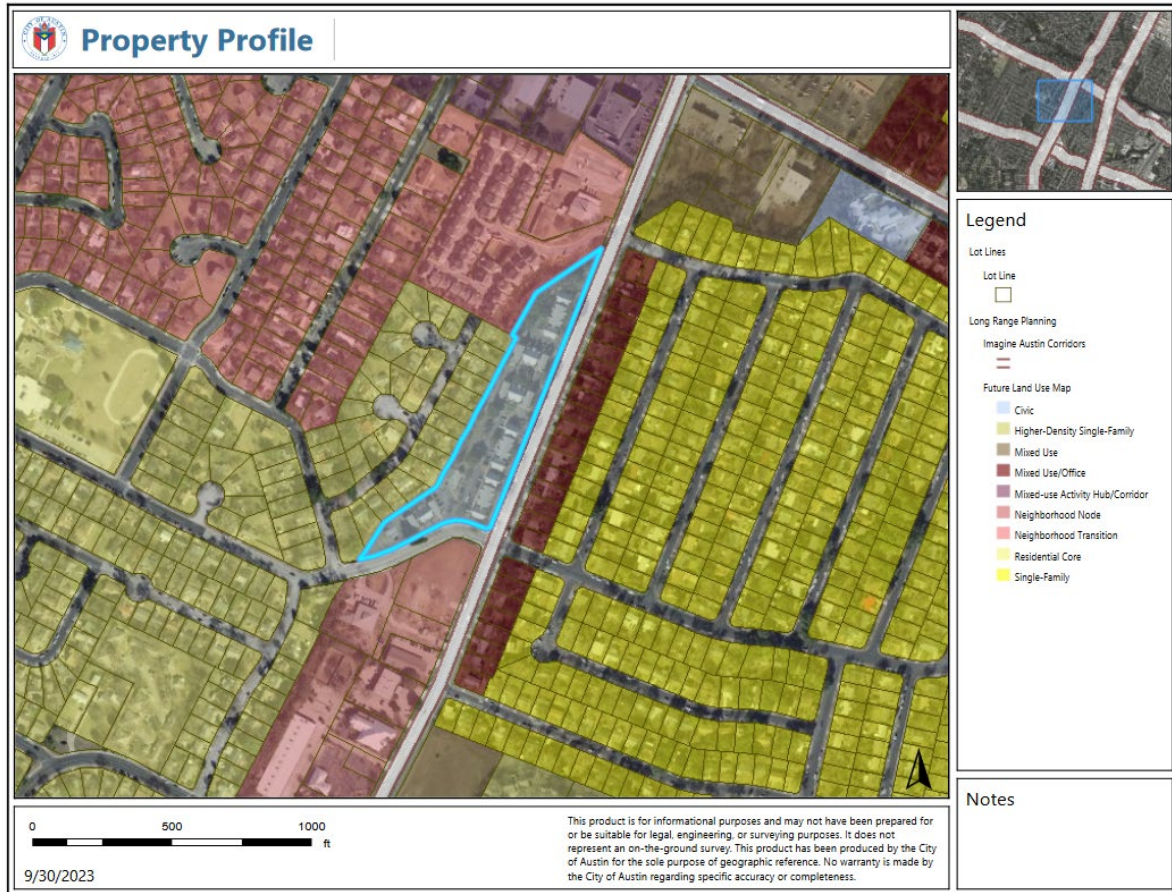 CITY OF AUSTIN
Property Profile
Legend
Lot Lines
Lot Line
Long Range Planning
Imagine Austin Corridors
Future Land Use Map
Civic
Higher-Density Single-Family
Mixed Use
Mixed Use/Office
Mixed-use Activity Hub/Corridor
Neighborhood Node
Neighborhood Transition
Residential Core
Single-Family
Notes
0 500 1000
ft
9/30/2023
This product is for informational purposes and may not have been prepared for
or be suitable for legal, engineering, or surveying purposes. It does not
represent an on-the-ground survey. This product has been produced by the City
of Austin for the sole purpose of geographic reference. No warranty is made by
the City of Austin regarding specific accuracy or completeness.